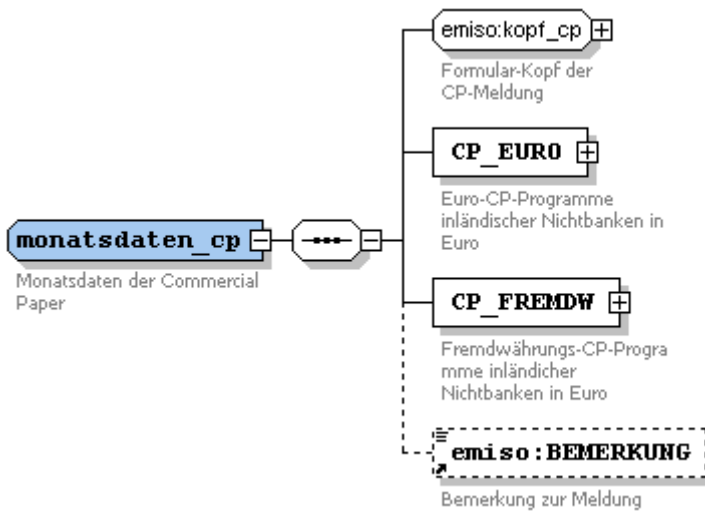 emiso:kopf_cp
Formular-Kopf der
CP-Meldung
CP_EURO
Euro-CP-Programme
inländischer Nichtbanken in
Euro
monatsdaten_cp
Monatsdaten der Commercial
Paper
CP_FREMDW
Fremdwährungs-CP-Progra
mme inländicher
Nichtbanken in Euro
emiso:BEMERKUNG
Bemerkung zur Meldung